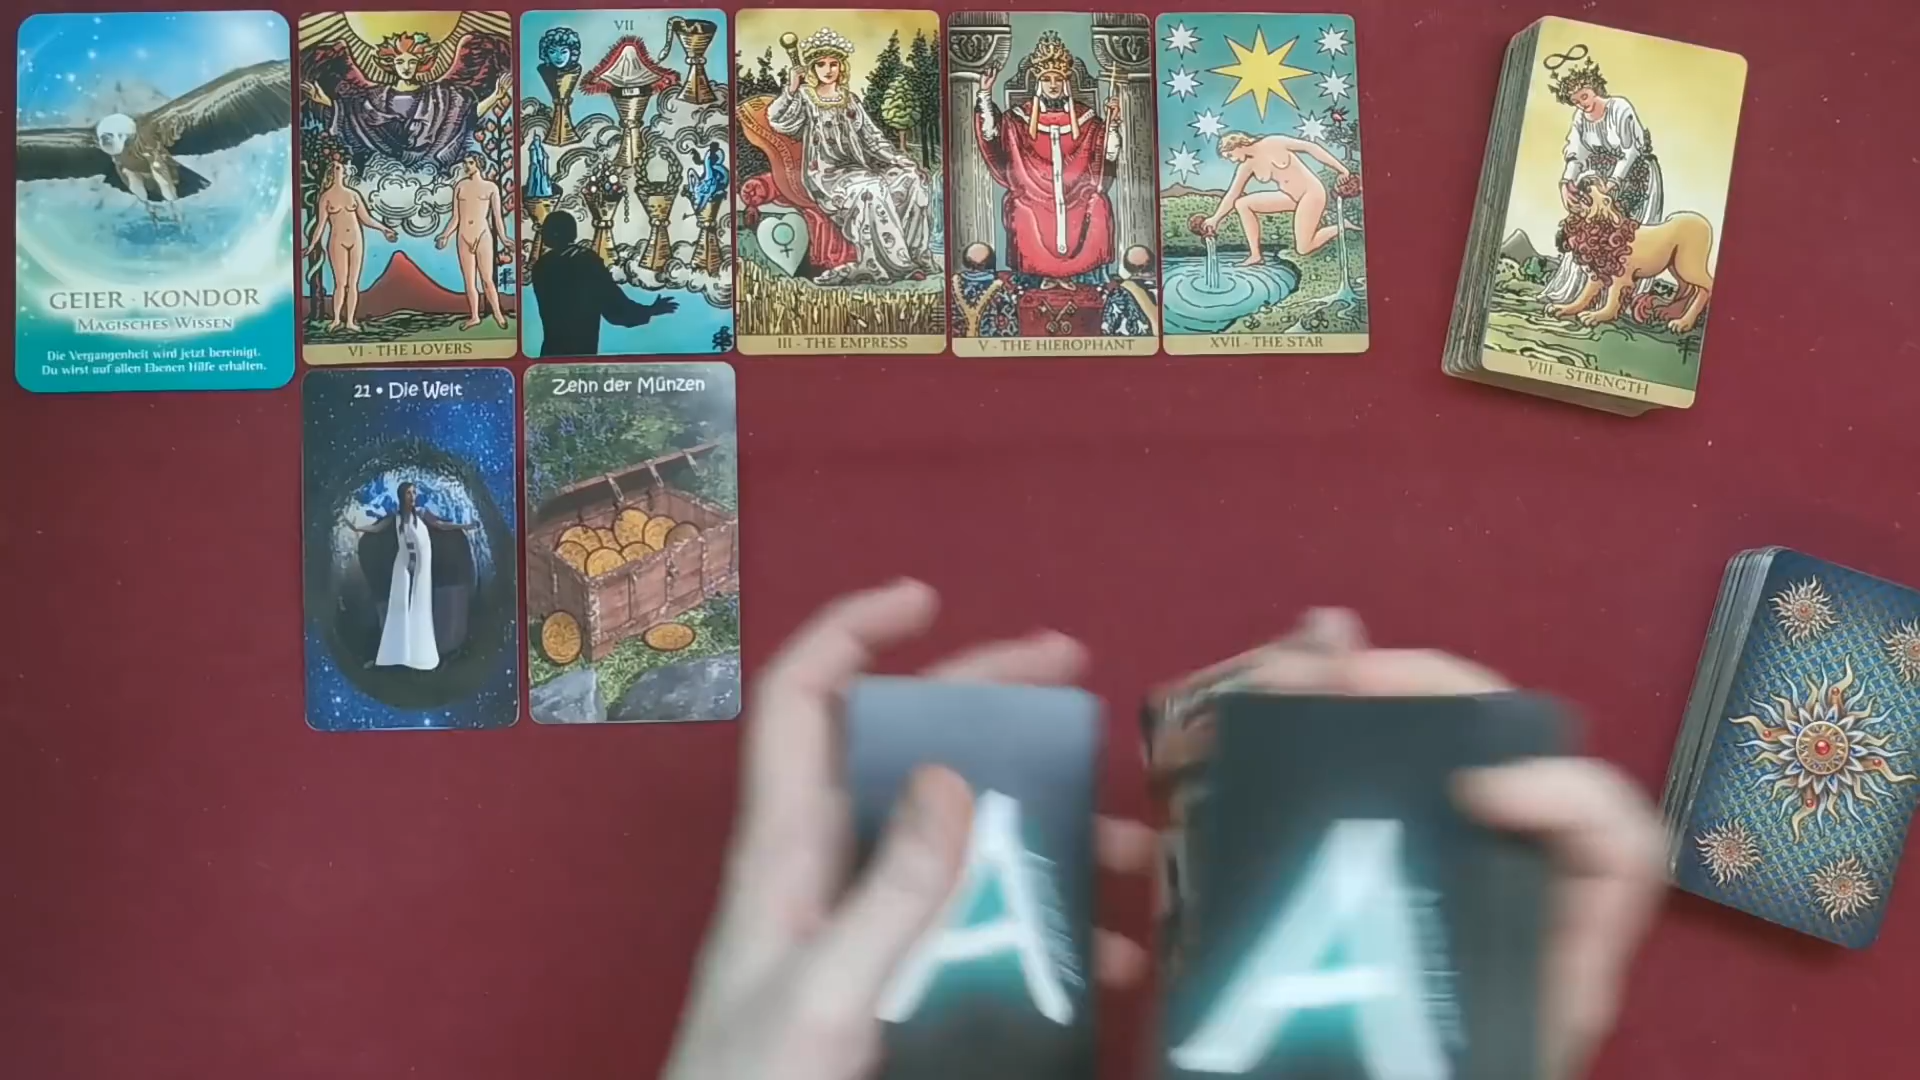 GEIER · KONDOR
MAGISCHES WISSEN
Die Vergangenheit wird jetzt bereinigt.
Du wirst auf allen Ebenen Hilfe erhalten.
VI - THE LOVERS
VII
III - THE EMPRESS
V - THE HIEROPHANT
XVII - THE STAR
VIII - STRENGTH
21 • Die Welt
Zehn der Münzen
A
A